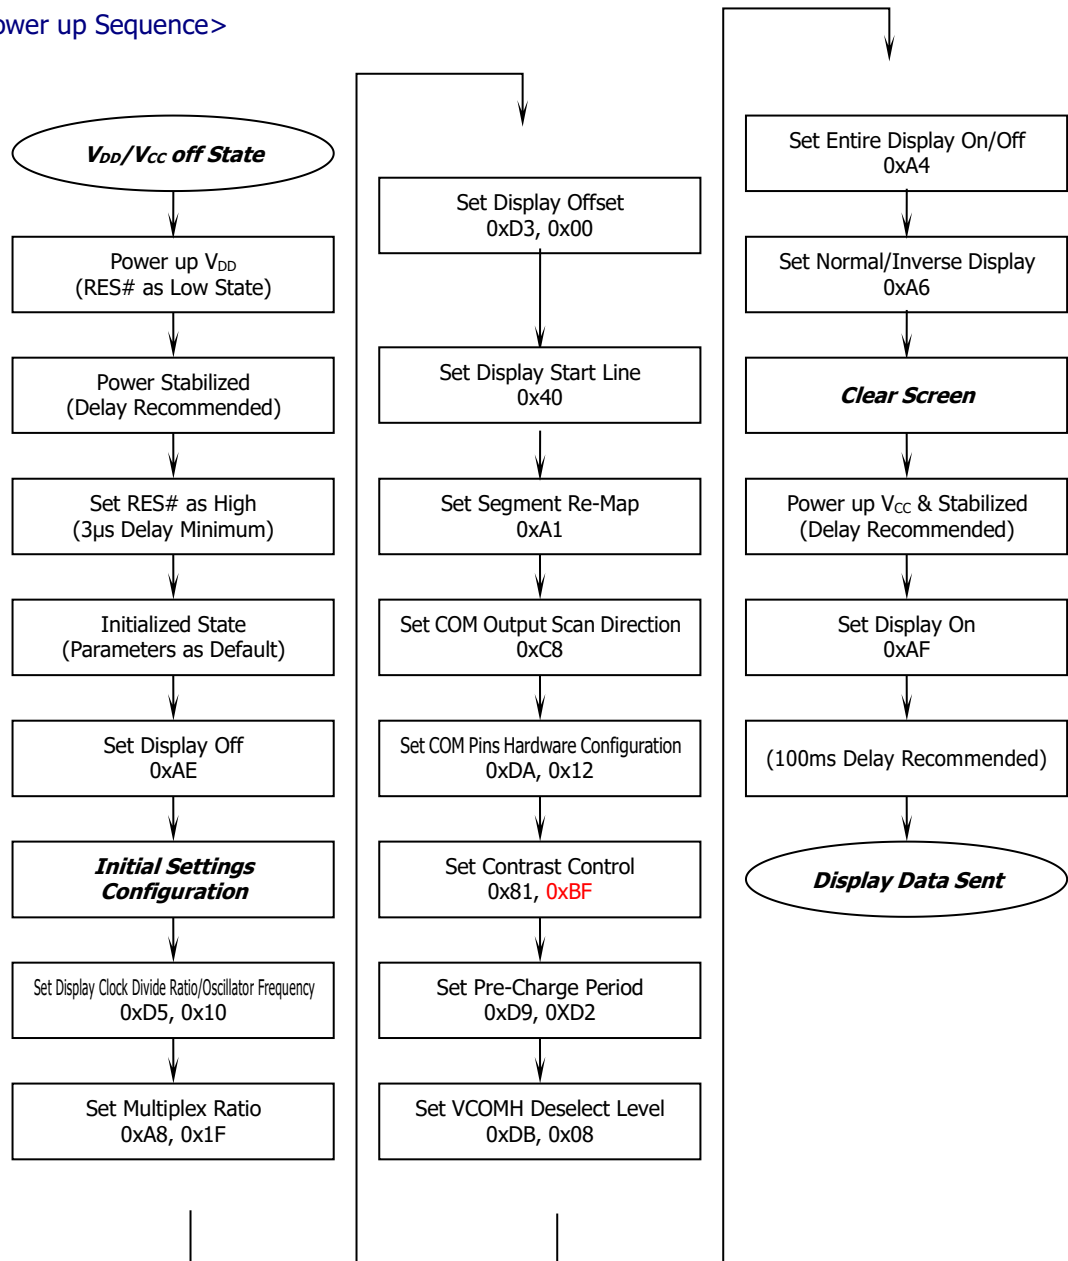 ower up Sequence>
VDD/VCC off State
Power up VDD
(RES# as Low State)
Power Stabilized
(Delay Recommended)
Set RES# as High
(3μs Delay Minimum)
Initialized State
(Parameters as Default)
Set Display Off
0xAE
Initial Settings
Configuration
Set Display Clock Divide Ratio/Oscillator Frequency
0xD5, 0x10
Set Multiplex Ratio
0xA8, 0x1F
Set Display Offset
0xD3, 0x00
Set Display Start Line
0x40
Set Segment Re-Map
0xA1
Set COM Output Scan Direction
0xC8
Set COM Pins Hardware Configuration
0xDA, 0x12
Set Contrast Control
0x81, 0xBF
Set Pre-Charge Period
0xD9, 0XD2
Set VCOMH Deselect Level
0xDB, 0x08
Set Entire Display On/Off
0xA4
Set Normal/Inverse Display
0xA6
Clear Screen
Power up VCC & Stabilized
(Delay Recommended)
Set Display On
0xAF
(100ms Delay Recommended)
Display Data Sent